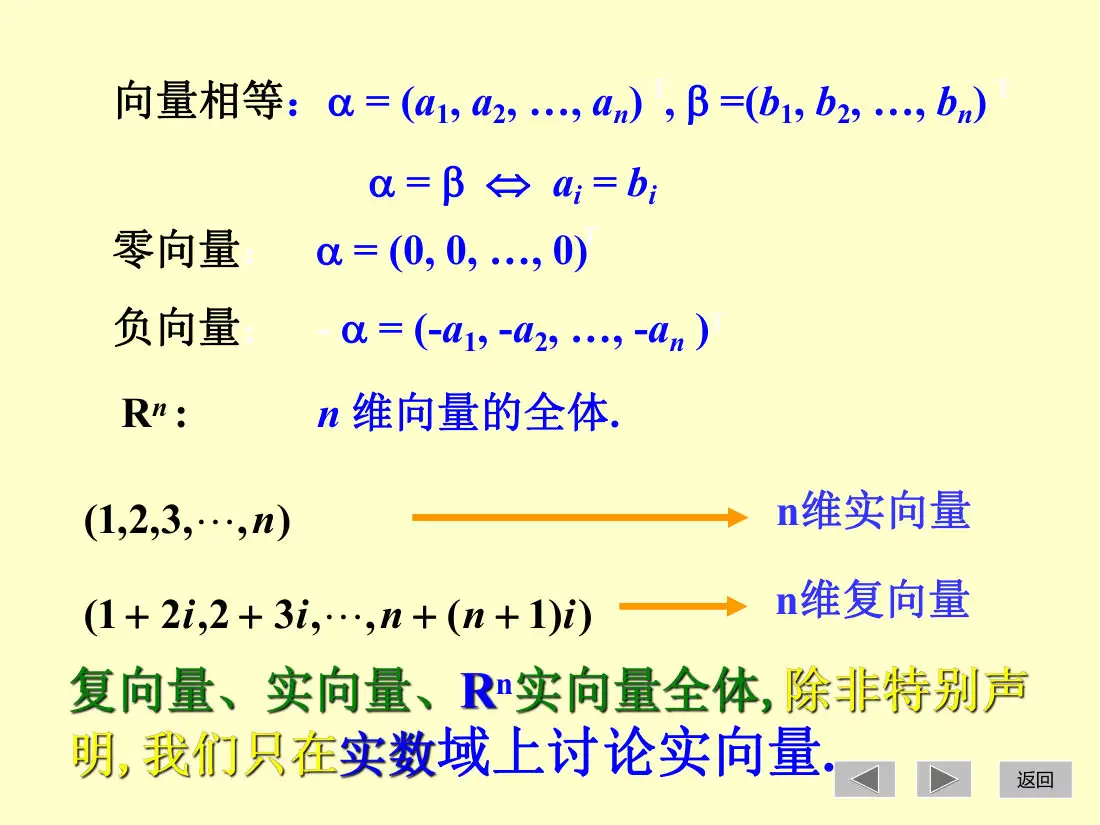 向量相等：α = (a1, a2, …, an) T, β =(b1, b2, …, bn) T
α = β ⇔ ai = bi
零向量： α = (0, 0, …, 0)T
负向量： - α = (-a1, -a2, …, -an )T
Rn : n 维向量的全体.
(1,2,3,⋯,n) n维实向量
(1 + 2i,2 + 3i,⋯,n + (n + 1)i) n维复向量
复向量、实向量、Rn实向量全体,除非特别声
明,我们只在实数域上讨论实向量.
返回